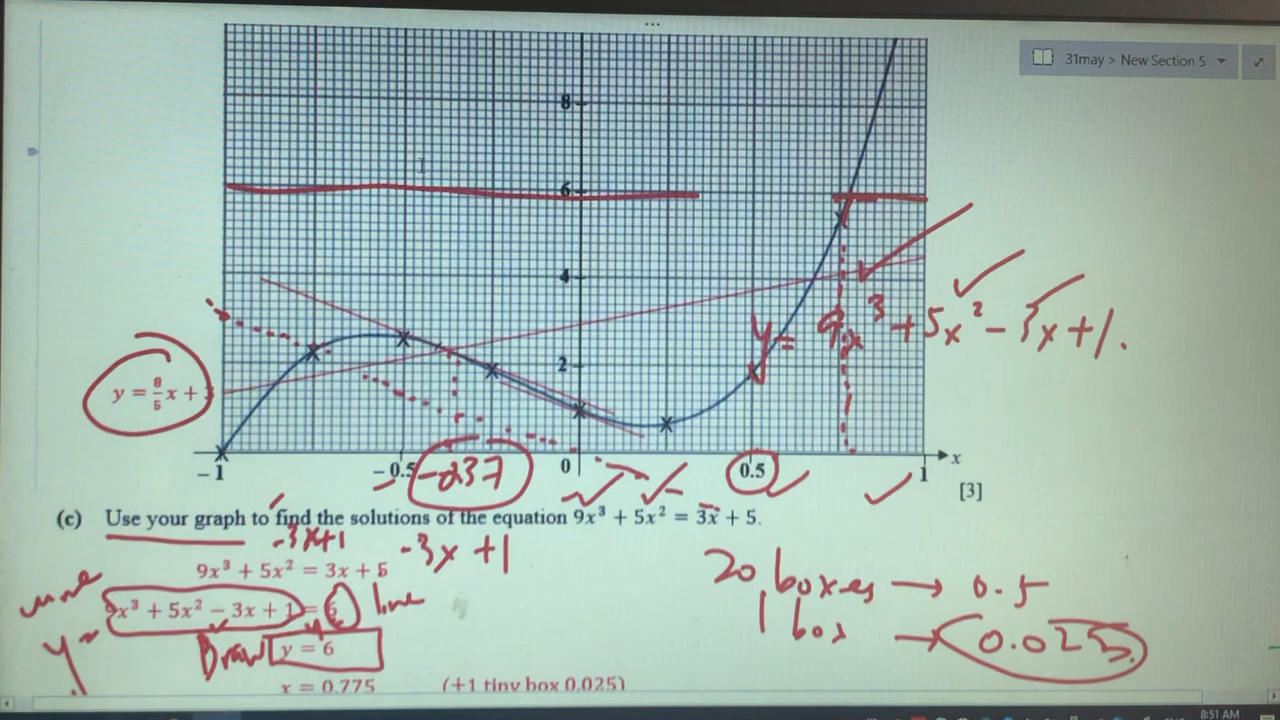 ...
31may > New Section 5
8
6
4
2
y = 9x³ + 5x² - 3x + 1.
y = 8/5 x +
-1
-0.5
-0.37
0
0.5
1
x
[3]
(c) Use your graph to find the solutions of the equation 9x³ + 5x² = 3x + 5.
-3x+1 -3x +1
9x³ + 5x² = 3x + 5
20 boxes → 0.5
x³ + 5x² − 3x + 1 = 6 line
1 box → 0.025
y =
Draw y = 6
x = 0.775 (+1 tiny box 0.025)
8:51 AM